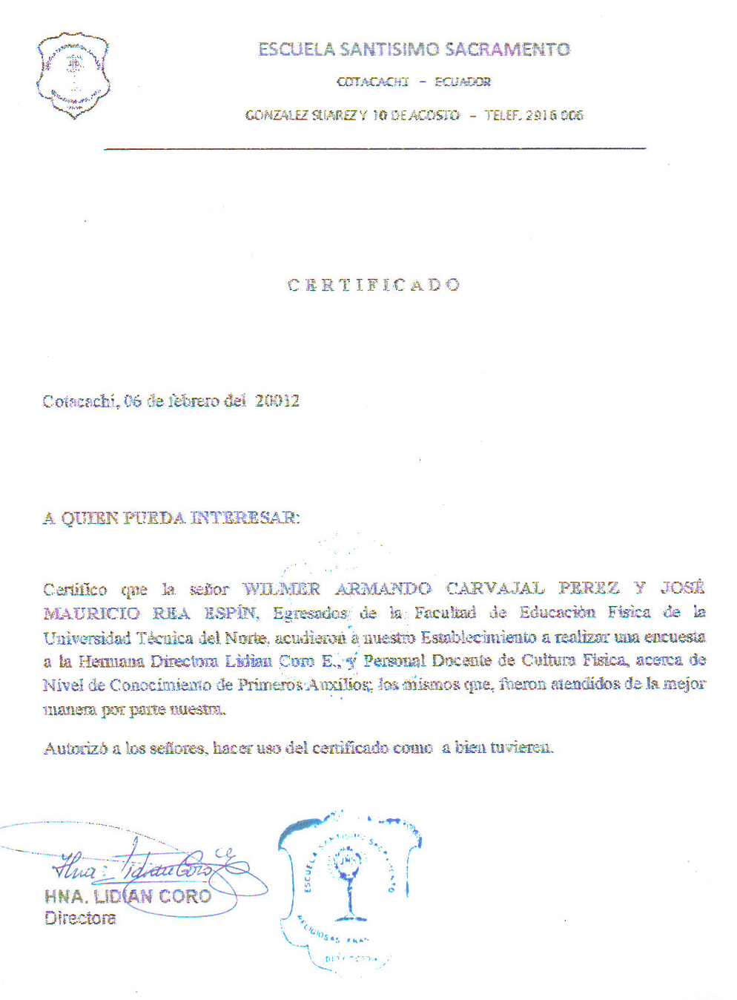 ESCUELA SANTISIMO SACRAMENTO
COTACACHI - ECUADOR
GONZALEZ SUAREZ Y 10 DE AGOSTO - TELEF. 2916 006
CERTIFICADO
Cotacachi, 06 de febrero del 20012
A QUIEN PUEDA INTERESAR:
Certifico que la señor WILMER ARMANDO CARVAJAL PEREZ Y JOSÉ
MAURICIO REA ESPÍN, Egresados de la Facultad de Educación Física de la
Universidad Técnica del Norte, acudieron a nuestro Establecimiento a realizar una encuesta
a la Hermana Directora Lidian Coro E., y Personal Docente de Cultura Física, acerca de
Nivel de Conocimiento de Primeros Auxilios; los mismos que, fueron atendidos de la mejor
manera por parte nuestra.
Autorizó a los señores, hacer uso del certificado como a bien tuvieren.
Hna: Lidian Coro E
HNA. LIDIAN CORO
Directora
ESCUELA SANTISIMO SACRAMENTO
JHS
RELIGIOSAS
DIRECCION